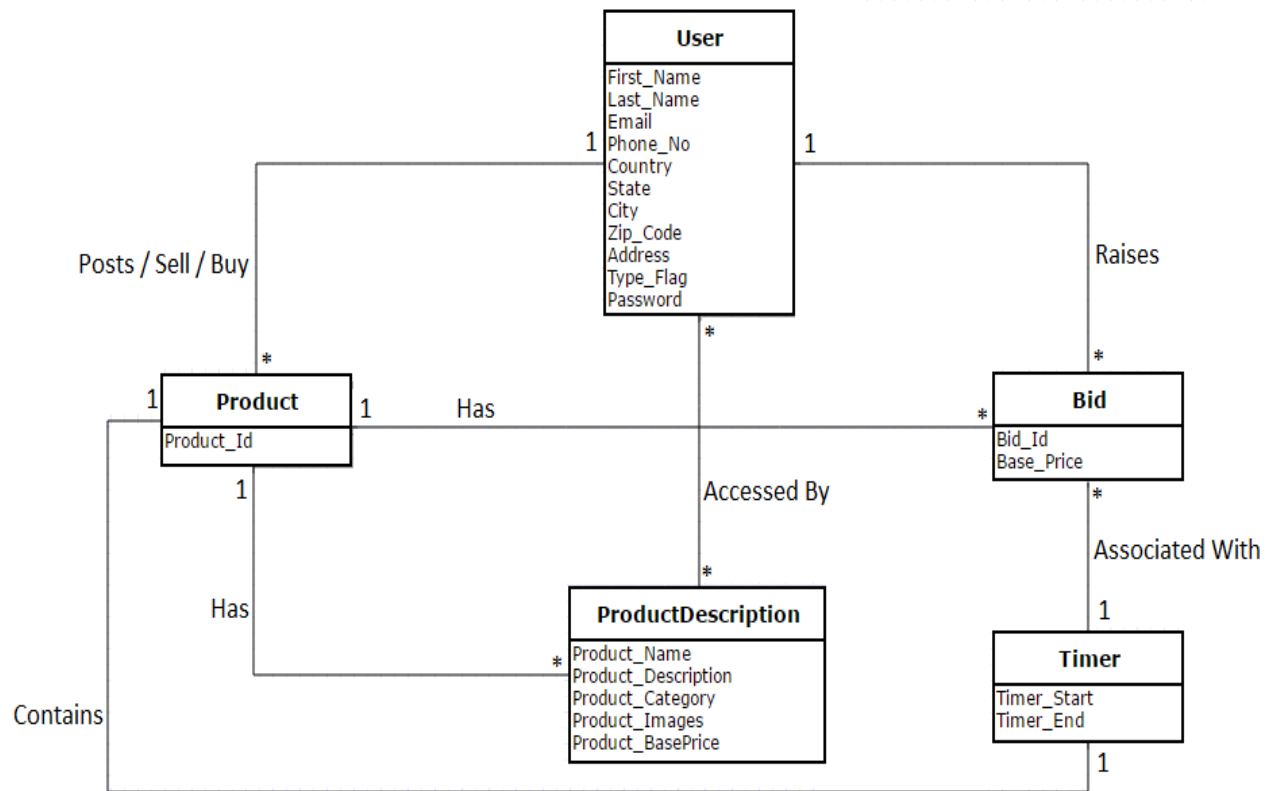 User
First_Name
Last_Name
Email
Phone_No
Country
State
City
Zip_Code
Address
Type_Flag
Password
1
1
Posts / Sell / Buy
Raises
*
*
*
1
Product
Product_Id
1
Has
*
Bid
Bid_Id
Base_Price
1
*
Accessed By
Associated With
*
Has
ProductDescription
Product_Name
Product_Description
Product_Category
Product_Images
Product_BasePrice
*
1
Timer
Timer_Start
Timer_End
Contains
1